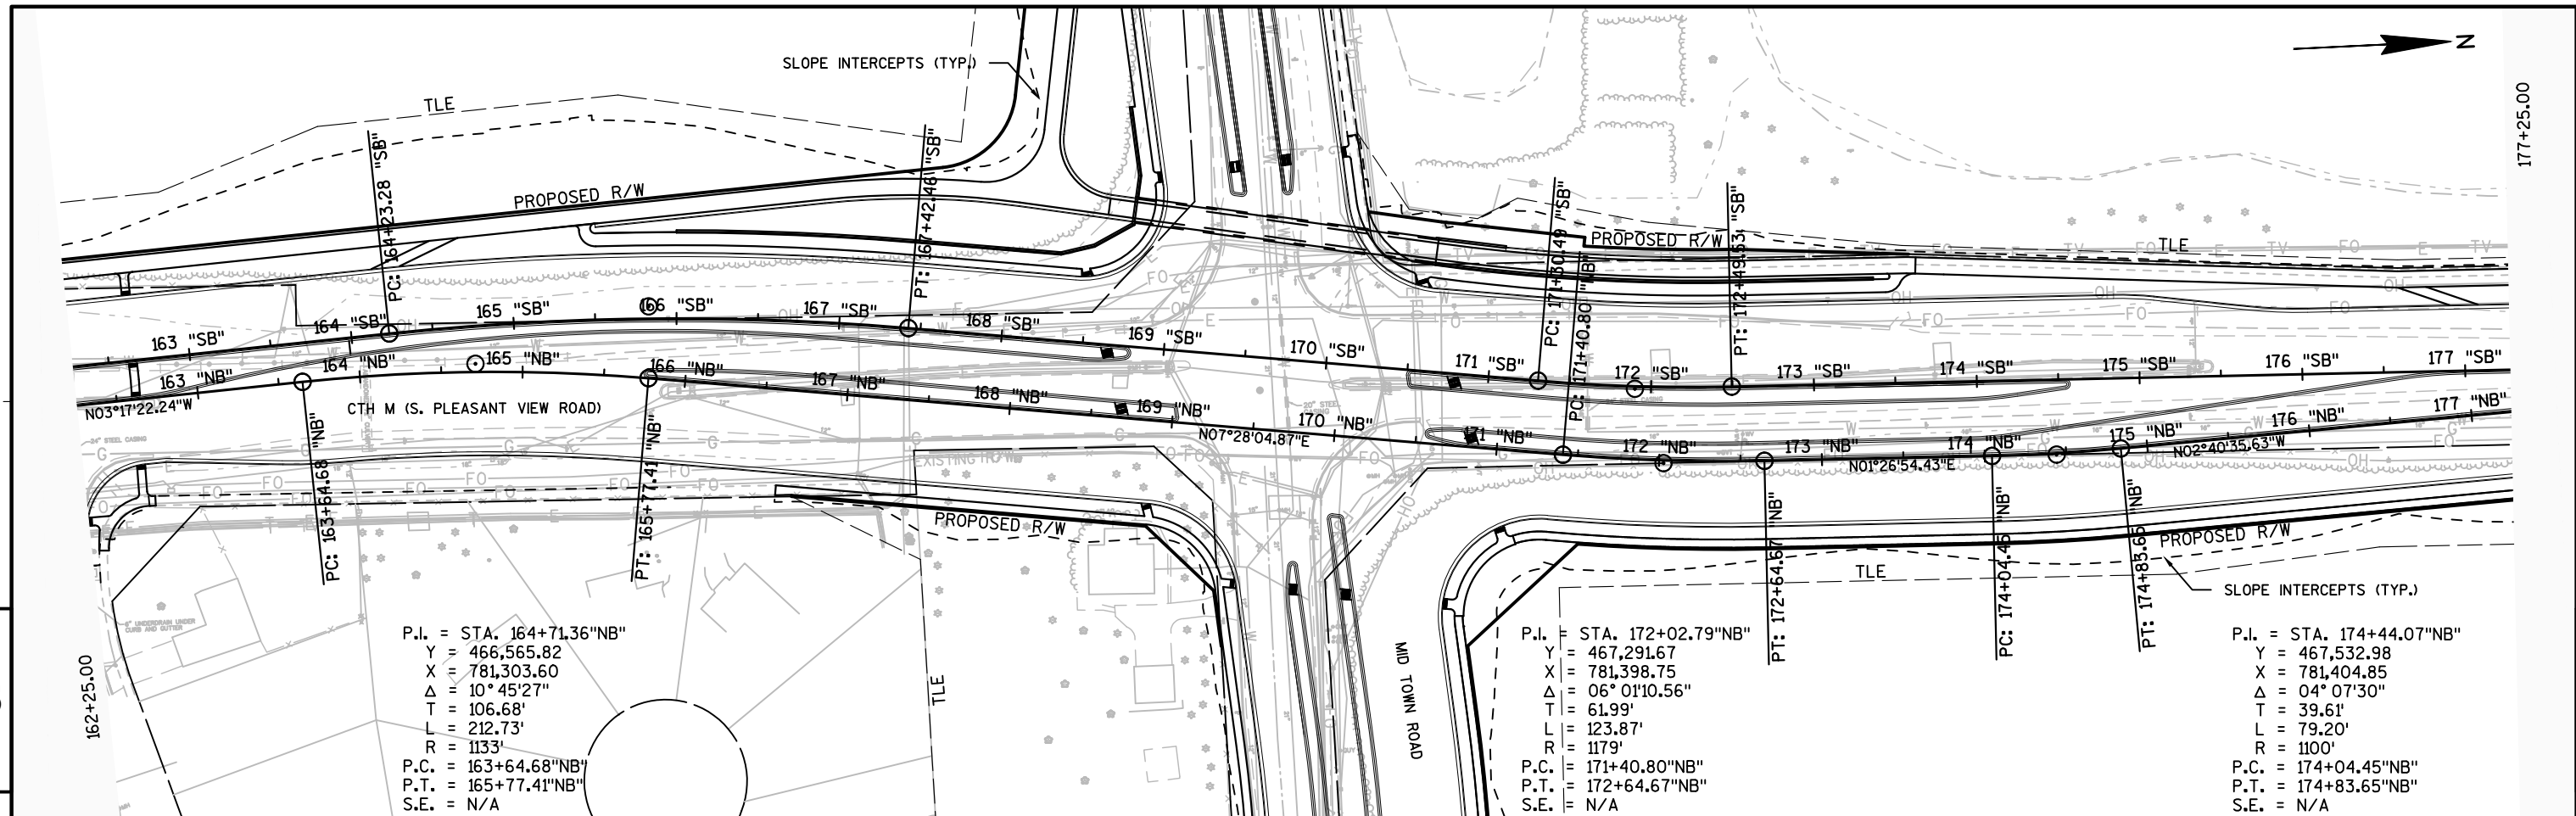 SLOPE INTERCEPTS (TYP.)
N
TLE
PROPOSED R/W
PC: 164+23.28 "SB"
PT: 167+42.46 "SB"
PC: 171+30.49 "SB"
PC: 171+40.80 "NB"
PT: 172+49.53 "SB"
PROPOSED R/W
TLE
177+25.00
163 "SB"
164 "SB"
165 "SB"
166 "SB"
167 "SB"
168 "SB"
169 "SB"
170 "SB"
171 "SB"
172 "SB"
173 "SB"
174 "SB"
175 "SB"
176 "SB"
177 "SB"
163 "NB"
164 "NB"
165 "NB"
166 "NB"
167 "NB"
168 "NB"
169 "NB"
170 "NB"
171 "NB"
172 "NB"
173 "NB"
174 "NB"
175 "NB"
176 "NB"
177 "NB"
N03°17'22.24"W
CTH M (S. PLEASANT VIEW ROAD)
N07°28'04.87"E
N01°26'54.43"E
N02°40'35.63"W
24" STEEL CASING
20" STEEL
CASING
EXISTING R/W
PC: 163+64.68 "NB"
PT: 165+77.41 "NB"
PROPOSED R/W
PT: 172+64.67 "NB"
PC: 174+04.45 "NB"
PT: 174+83.65 "NB"
PROPOSED R/W
TLE
SLOPE INTERCEPTS (TYP.)
6" UNDERDRAIN UNDER
CURB AND GUTTER
162+25.00
TLE
MID TOWN ROAD
P.I. = STA. 164+71.36"NB"
Y = 466,565.82
X = 781,303.60
Δ = 10°45'27"
T = 106.68'
L = 212.73'
R = 1133'
P.C. = 163+64.68"NB"
P.T. = 165+77.41"NB"
S.E. = N/A
P.I. = STA. 172+02.79"NB"
Y = 467,291.67
X = 781,398.75
Δ = 06°01'10.56"
T = 61.99'
L = 123.87'
R = 1179'
P.C. = 171+40.80"NB"
P.T. = 172+64.67"NB"
S.E. = N/A
P.I. = STA. 174+44.07"NB"
Y = 467,532.98
X = 781,404.85
Δ = 04°07'30"
T = 39.61'
L = 79.20'
R = 1100'
P.C. = 174+04.45"NB"
P.T. = 174+83.65"NB"
S.E. = N/A